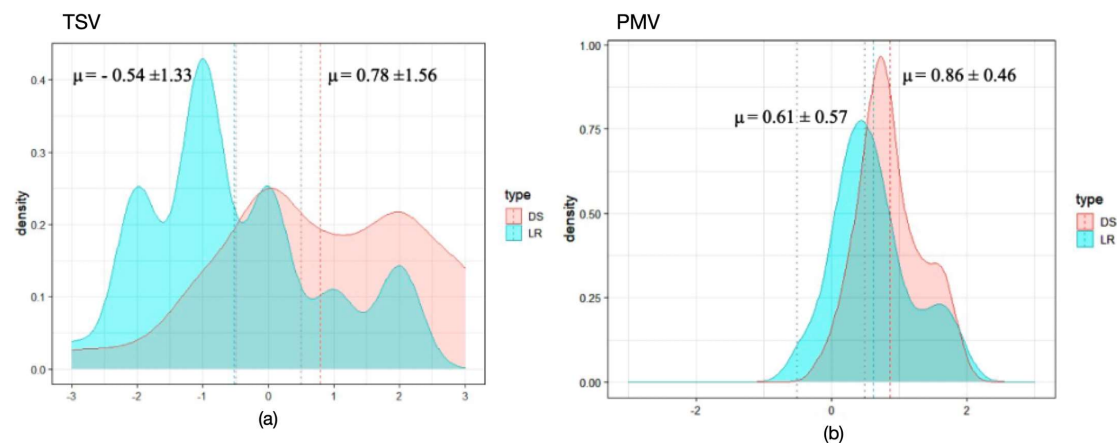 TSV
μ = - 0.54 ±1.33
μ = 0.78 ±1.56
density
0.4
0.3
0.2
0.1
0.0
-3
-2
-1
0
1
2
3
type
DS
LR
(a)
PMV
μ = 0.86 ± 0.46
μ = 0.61 ± 0.57
density
1.00
0.75
0.50
0.25
0.00
-2
0
2
type
DS
LR
(b)